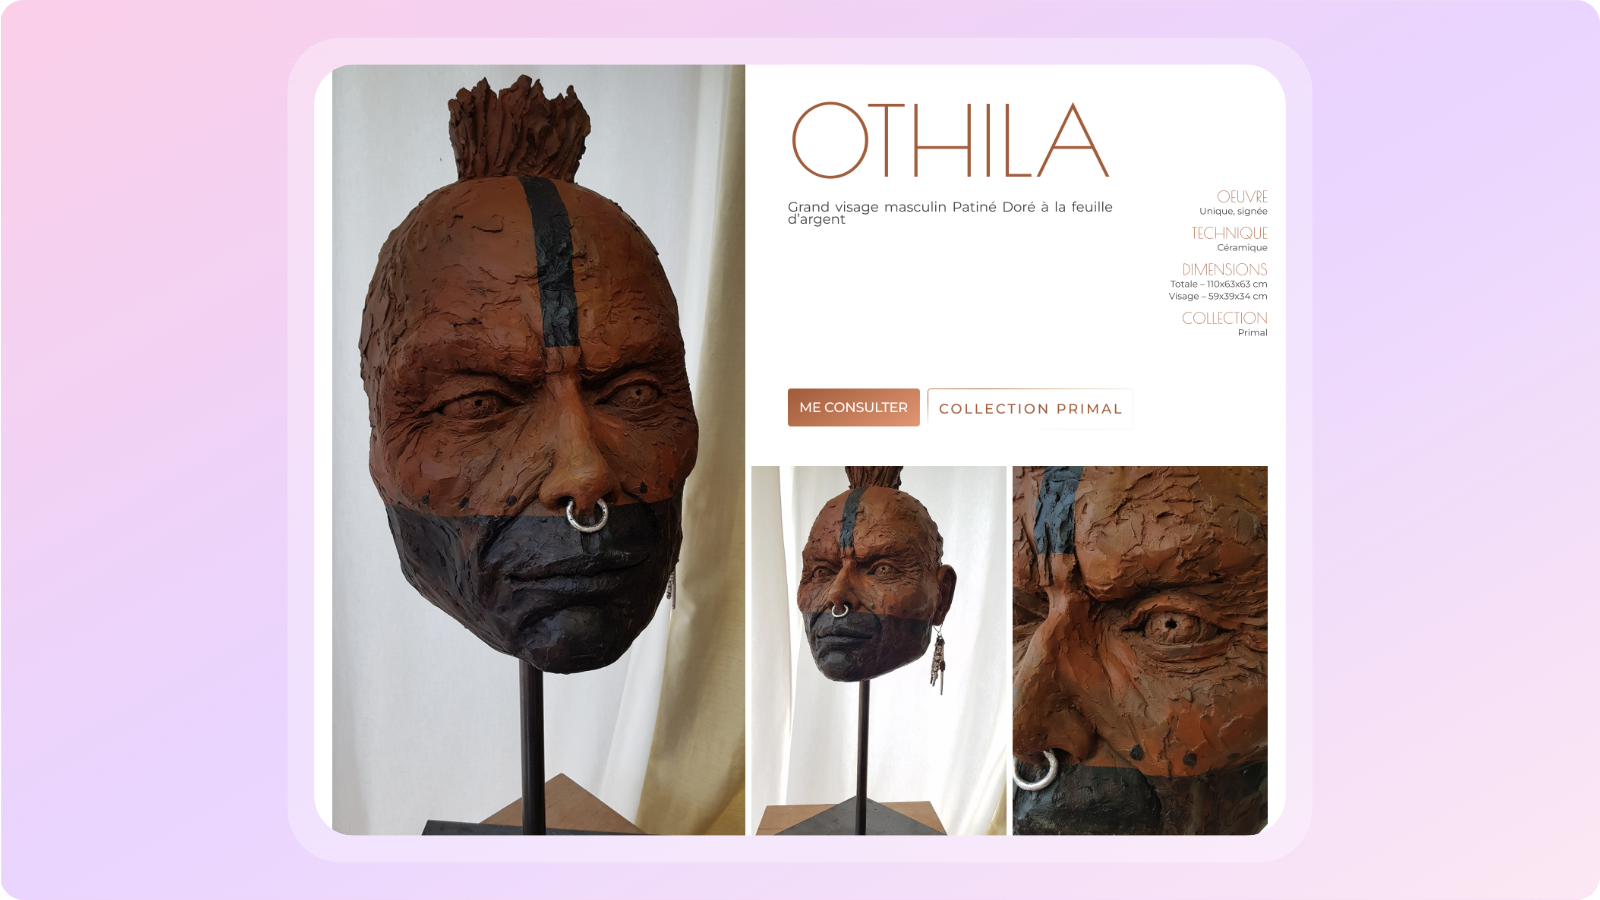 OTHILA
Grand visage masculin Patiné Doré à la feuille
d'argent
OEUVRE
Unique, signée
TECHNIQUE
Céramique
DIMENSIONS
Totale – 110x63x63 cm
Visage – 59x39x34 cm
COLLECTION
Primal
ME CONSULTER
COLLECTION PRIMAL